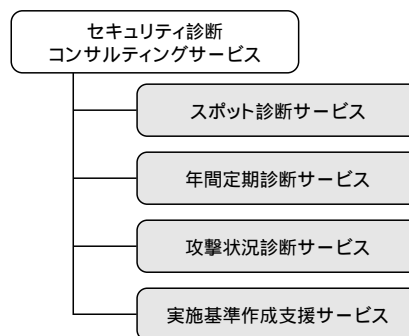 セキュリティ診断
コンサルティングサービス
スポット診断サービス
年間定期診断サービス
攻撃状況診断サービス
実施基準作成支援サービス